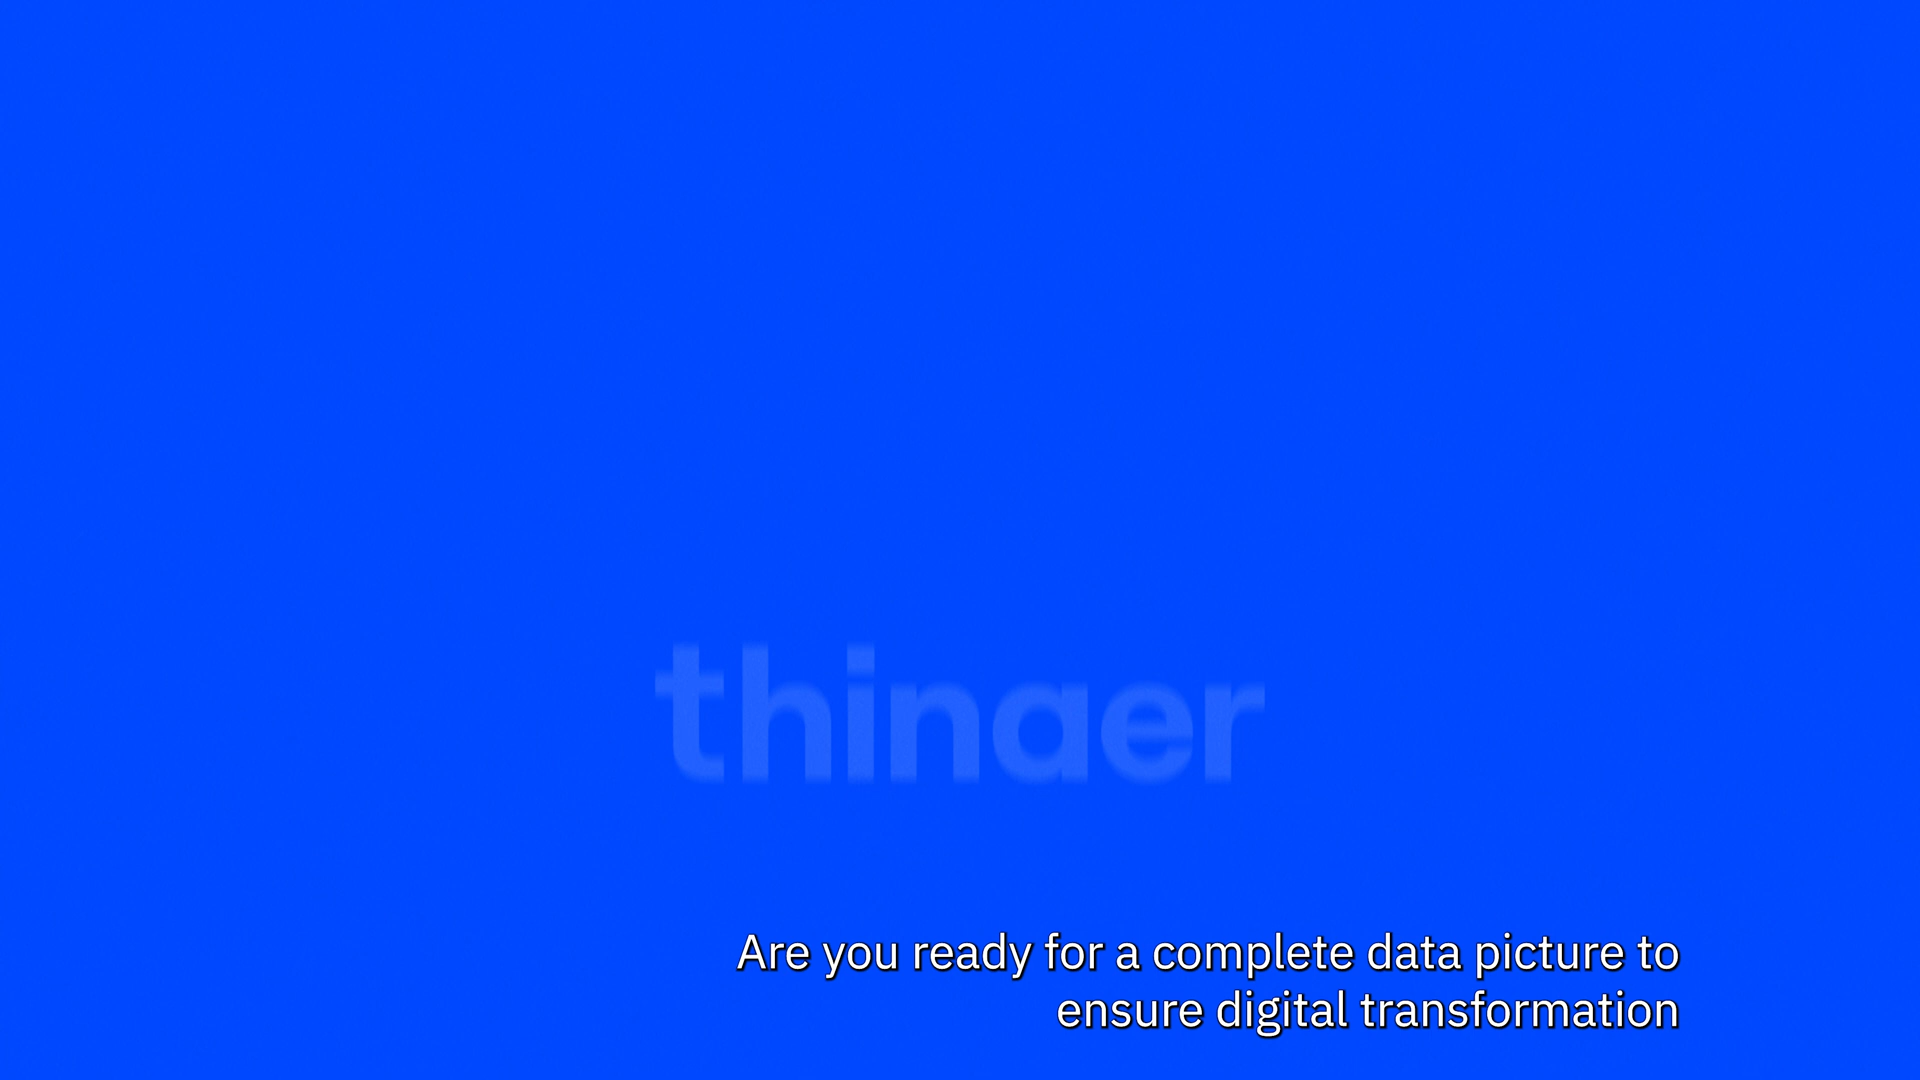 thinaer
Are you ready for a complete data picture to
ensure digital transformation